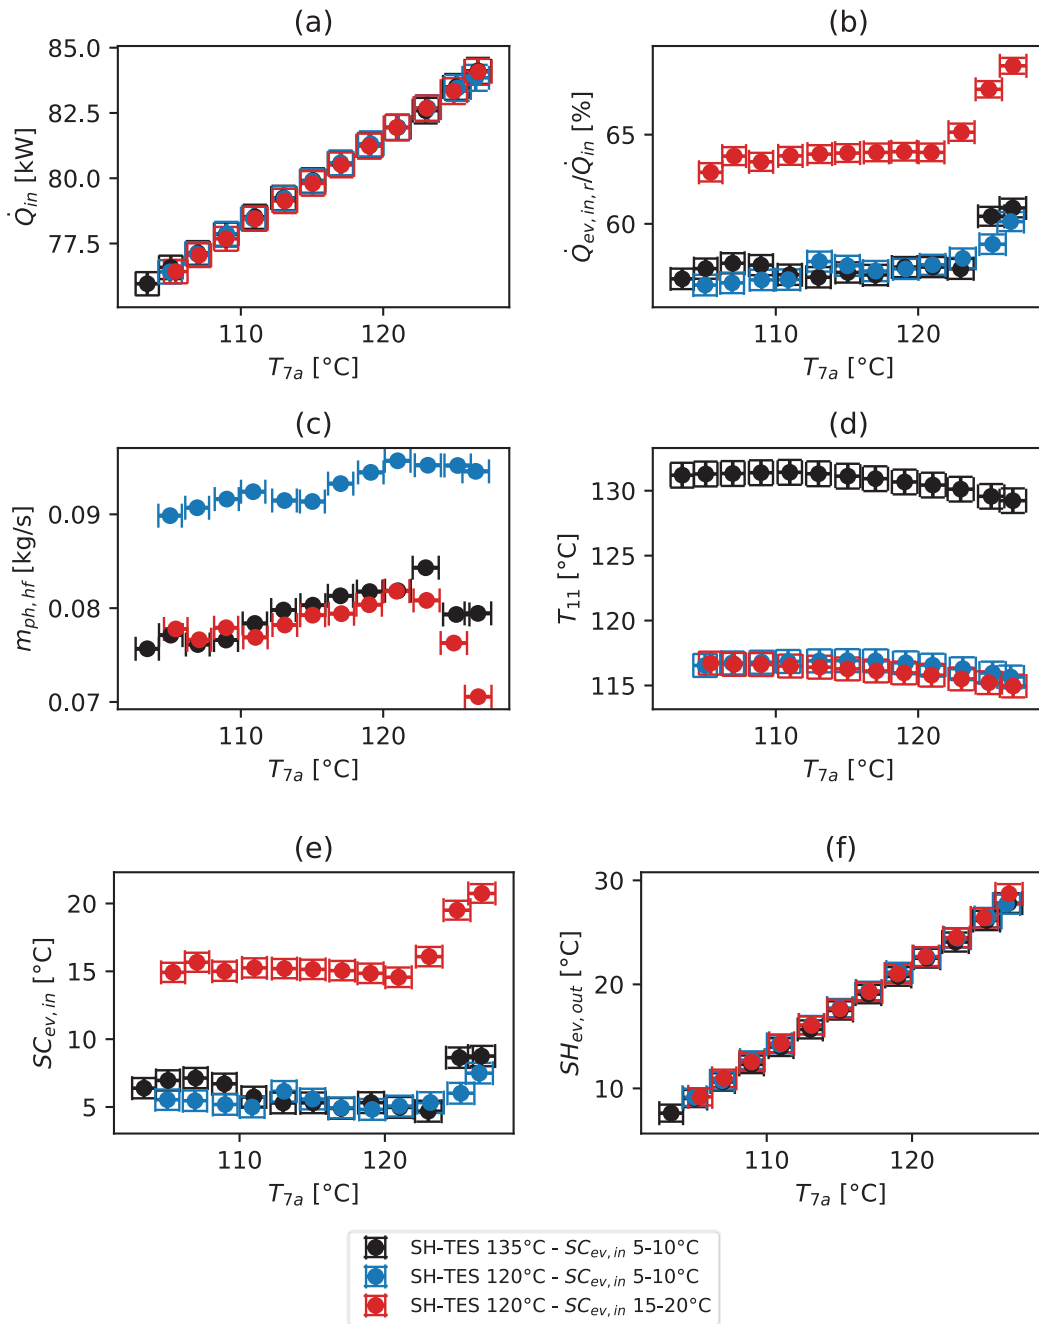 (a)
85.0
82.5
80.0
77.5
110
120
Q̇in [kW]
T7a [°C]
(b)
65
60
110
120
Q̇ev,in,r/Q̇in [%]
T7a [°C]
(c)
0.09
0.08
0.07
110
120
mph,hf [kg/s]
T7a [°C]
(d)
130
125
120
115
110
120
T11 [°C]
T7a [°C]
(e)
20
15
10
5
110
120
SCev,in [°C]
T7a [°C]
(f)
30
20
10
110
120
SHev,out [°C]
T7a [°C]
SH-TES 135°C - SCev,in 5-10°C
SH-TES 120°C - SCev,in 5-10°C
SH-TES 120°C - SCev,in 15-20°C